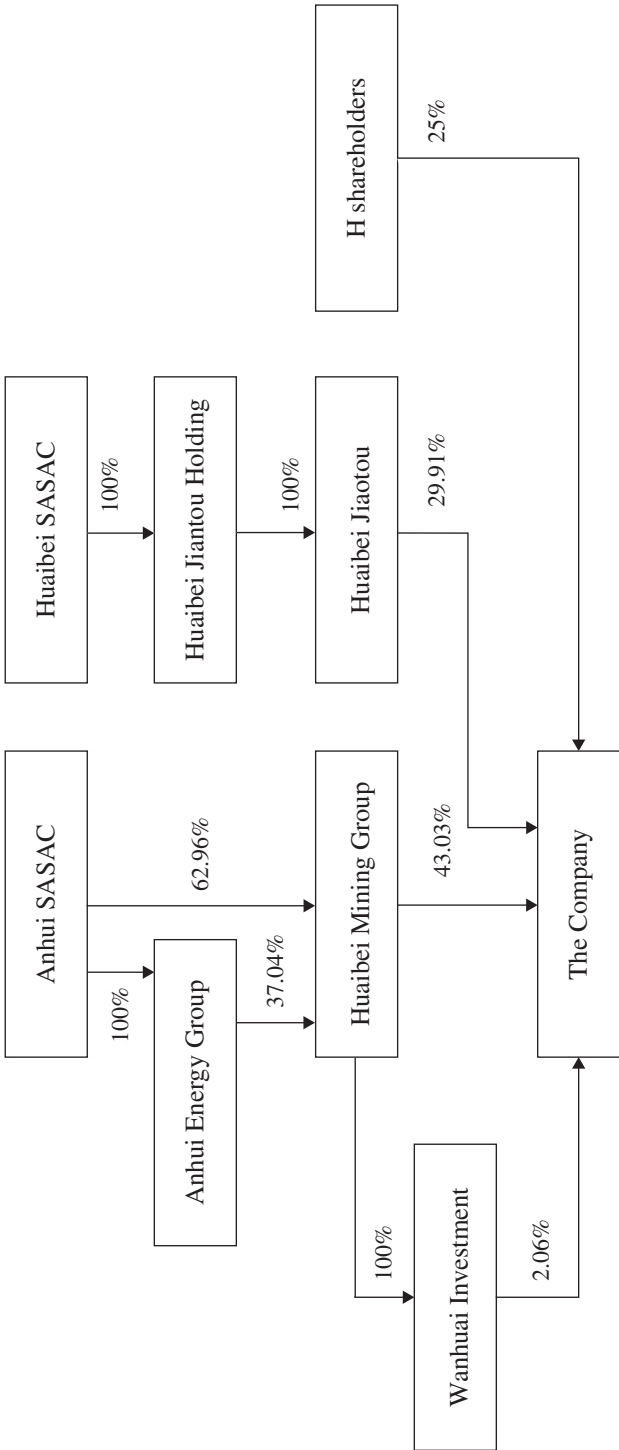 Anhui SASAC
Huaibei SASAC
100%
62.96%
100%
Anhui Energy Group
Huaibei Jiantou Holding
37.04%
100%
Huaibei Mining Group
Huaibei Jiaotou
H shareholders
100%
43.03%
29.91%
25%
Wanhuai Investment
2.06%
The Company